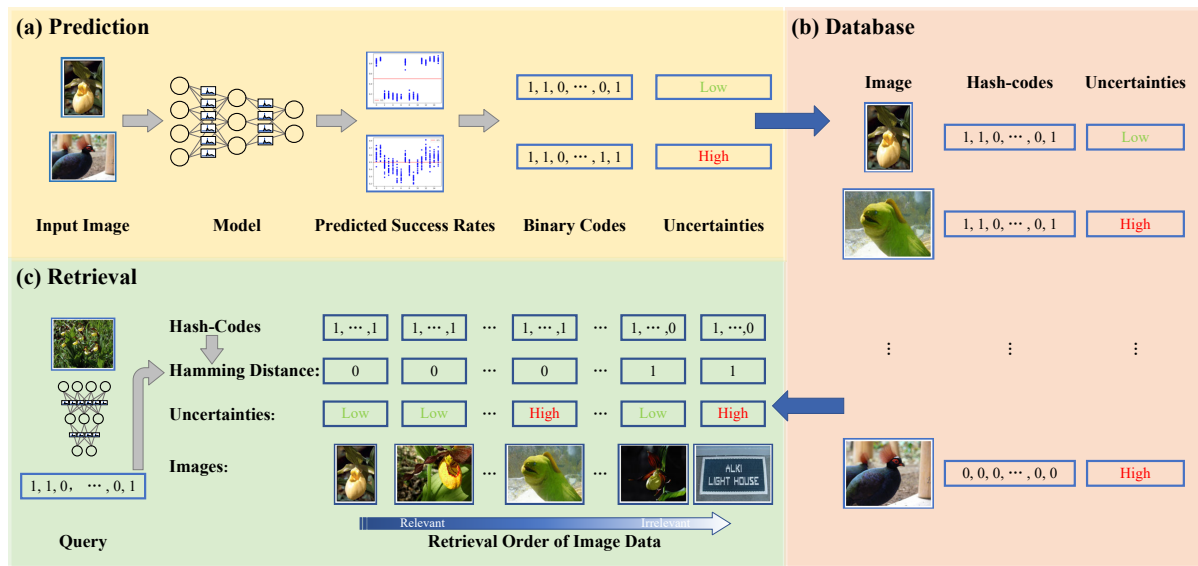 (a) Prediction
1, 1, 0, ⋯ , 0, 1
Low
1, 1, 0, ⋯ , 1, 1
High
Input Image
Model
Predicted Success Rates
Binary Codes
Uncertainties
(b) Database
Image
Hash-codes
Uncertainties
1, 1, 0, ⋯ , 0, 1
Low
1, 1, 0, ⋯ , 0, 1
High
⋮ ⋮ ⋮
0, 0, 0, ⋯ , 0, 0
High
(c) Retrieval
Hash-Codes
1, ⋯ ,1
1, ⋯ ,1
⋯
1, ⋯ ,1
⋯
1, ⋯ ,0
1, ⋯,0
Hamming Distance:
0
0
⋯
0
⋯
1
1
Uncertainties:
Low
Low
⋯
High
⋯
Low
High
Images:
⋯
⋯
ALKI
LIGHT HOUSE
1, 1, 0, ⋯ , 0, 1
Query
Relevant
Irrelevant
Retrieval Order of Image Data